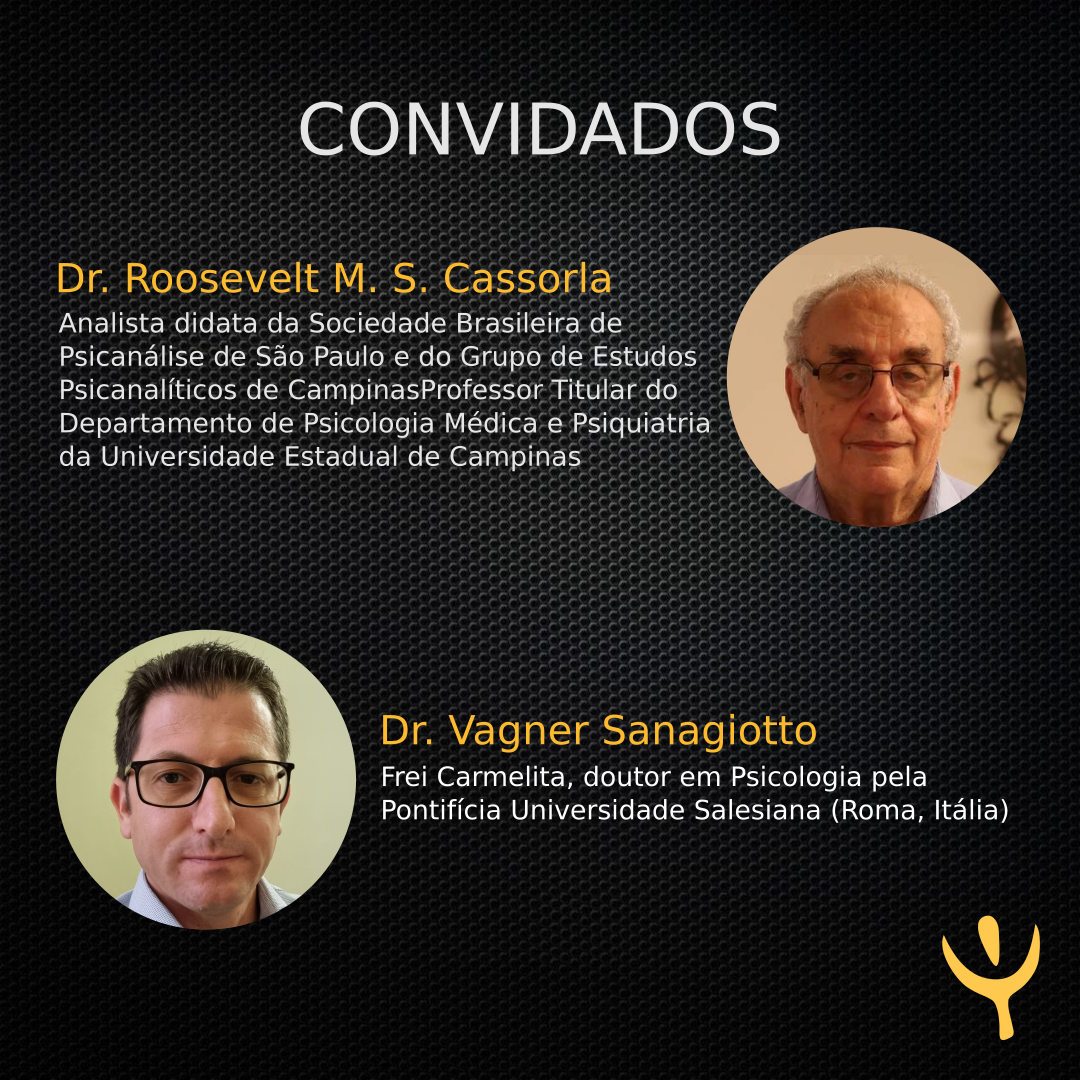 CONVIDADOS
Dr. Roosevelt M. S. Cassorla
Analista didata da Sociedade Brasileira de
Psicanálise de São Paulo e do Grupo de Estudos
Psicanalíticos de CampinasProfessor Titular do
Departamento de Psicologia Médica e Psiquiatria
da Universidade Estadual de Campinas
Dr. Vagner Sanagiotto
Frei Carmelita, doutor em Psicologia pela
Pontifícia Universidade Salesiana (Roma, Itália)